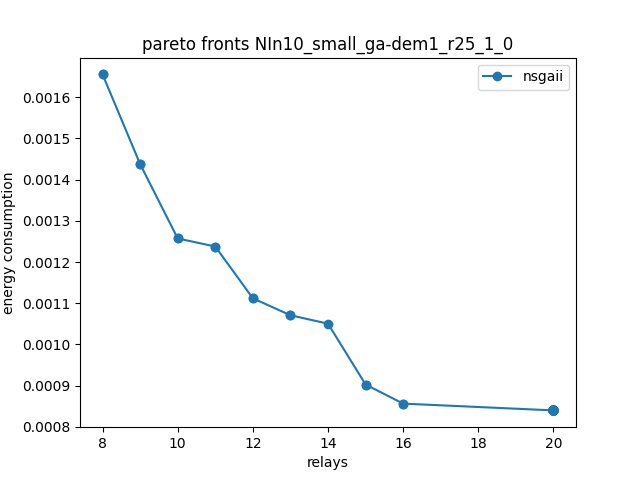 pareto fronts NIn10_small_ga-dem1_r25_1_0
nsgaii
energy consumption
0.0016
0.0015
0.0014
0.0013
0.0012
0.0011
0.0010
0.0009
0.0008
8 10 12 14 16 18 20
relays